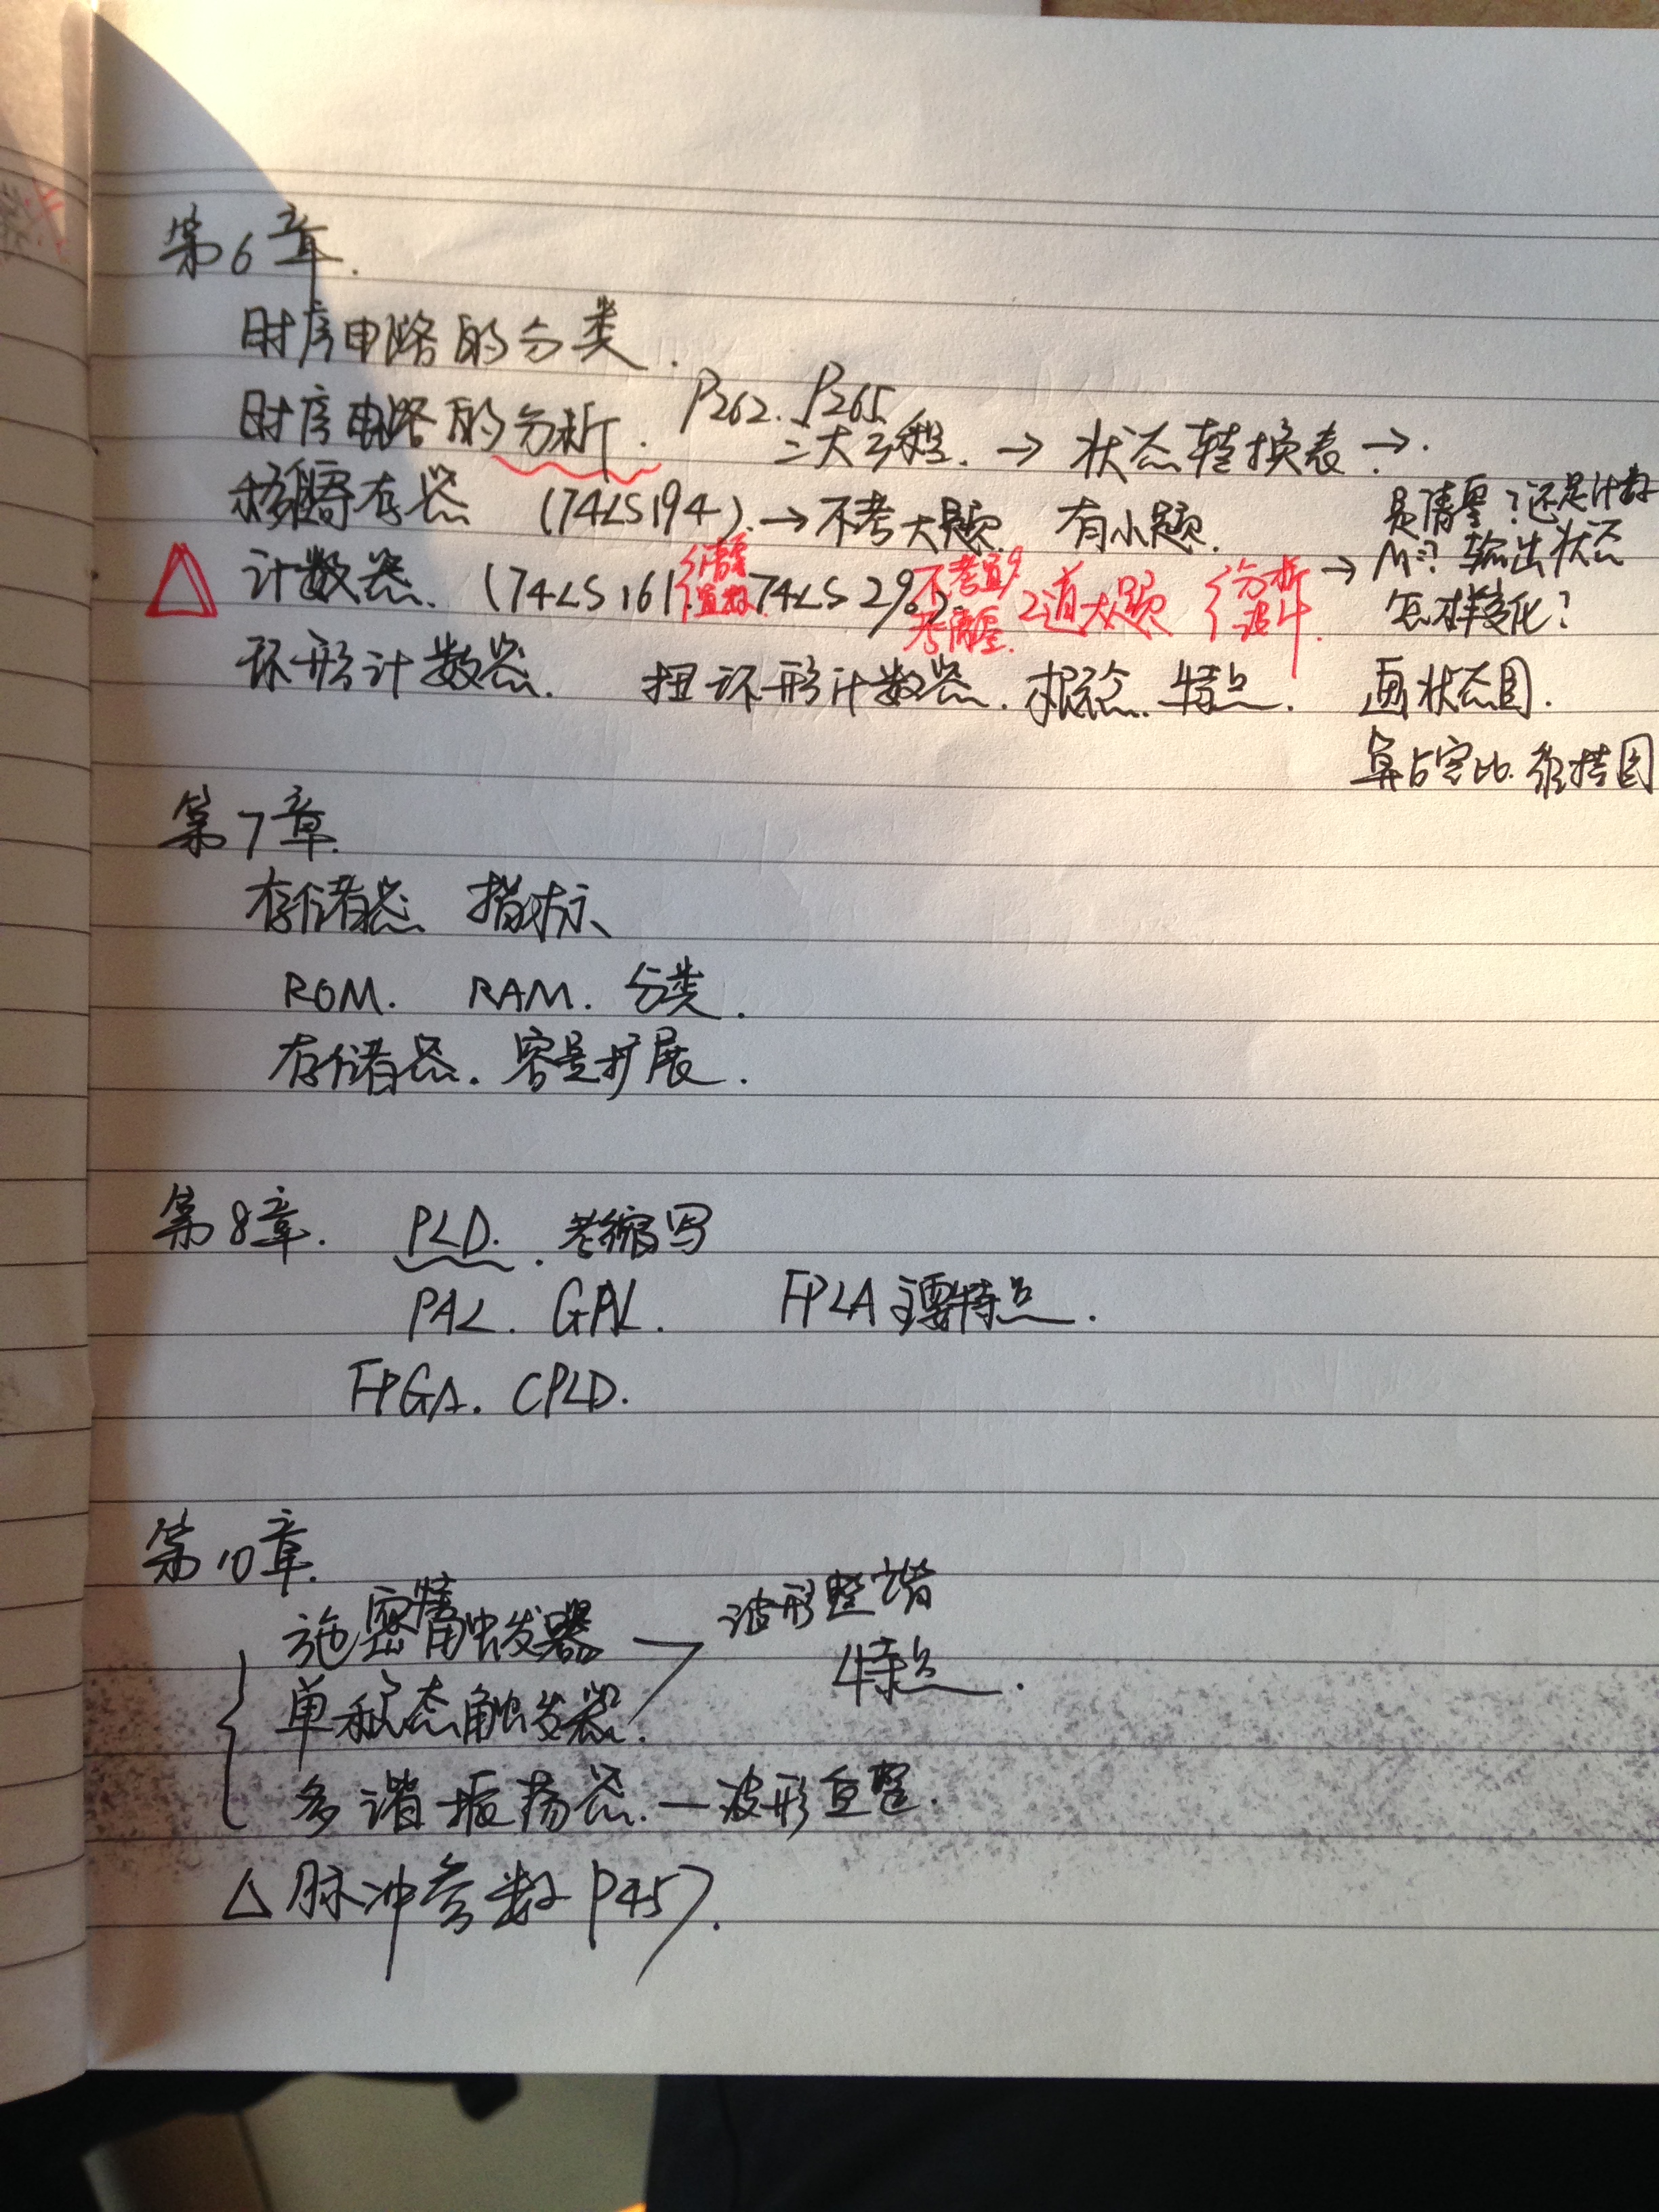 第6章.
时序电路的分类.
时序电路的分析. P262. P265
三大方程. → 状态转换表 →.
移位寄存器 (74LS194). → 不考大题 有小题.
是清零?还是计数
△ 计数器. (74LS161. {清零 置数 74LS290). 不考置9 考清零. 2道大题 {分析 设计. → M=? 输出状态
怎样变化?
环形计数器. 扭环形计数器. 概念. 特点. 画状态图.
算占空比.
第7章.
存储器 指标
ROM. RAM. 分类.
存储器. 容量扩展.
第8章. PLD. 考缩写
PAL. GAL. FPLA 主要特点.
FPGA. CPLD.
第10章.
施密特触发器 波形整
单稳态触发器. 特点.
多谐振荡器. — 波形
△ 脉冲参数 P457.